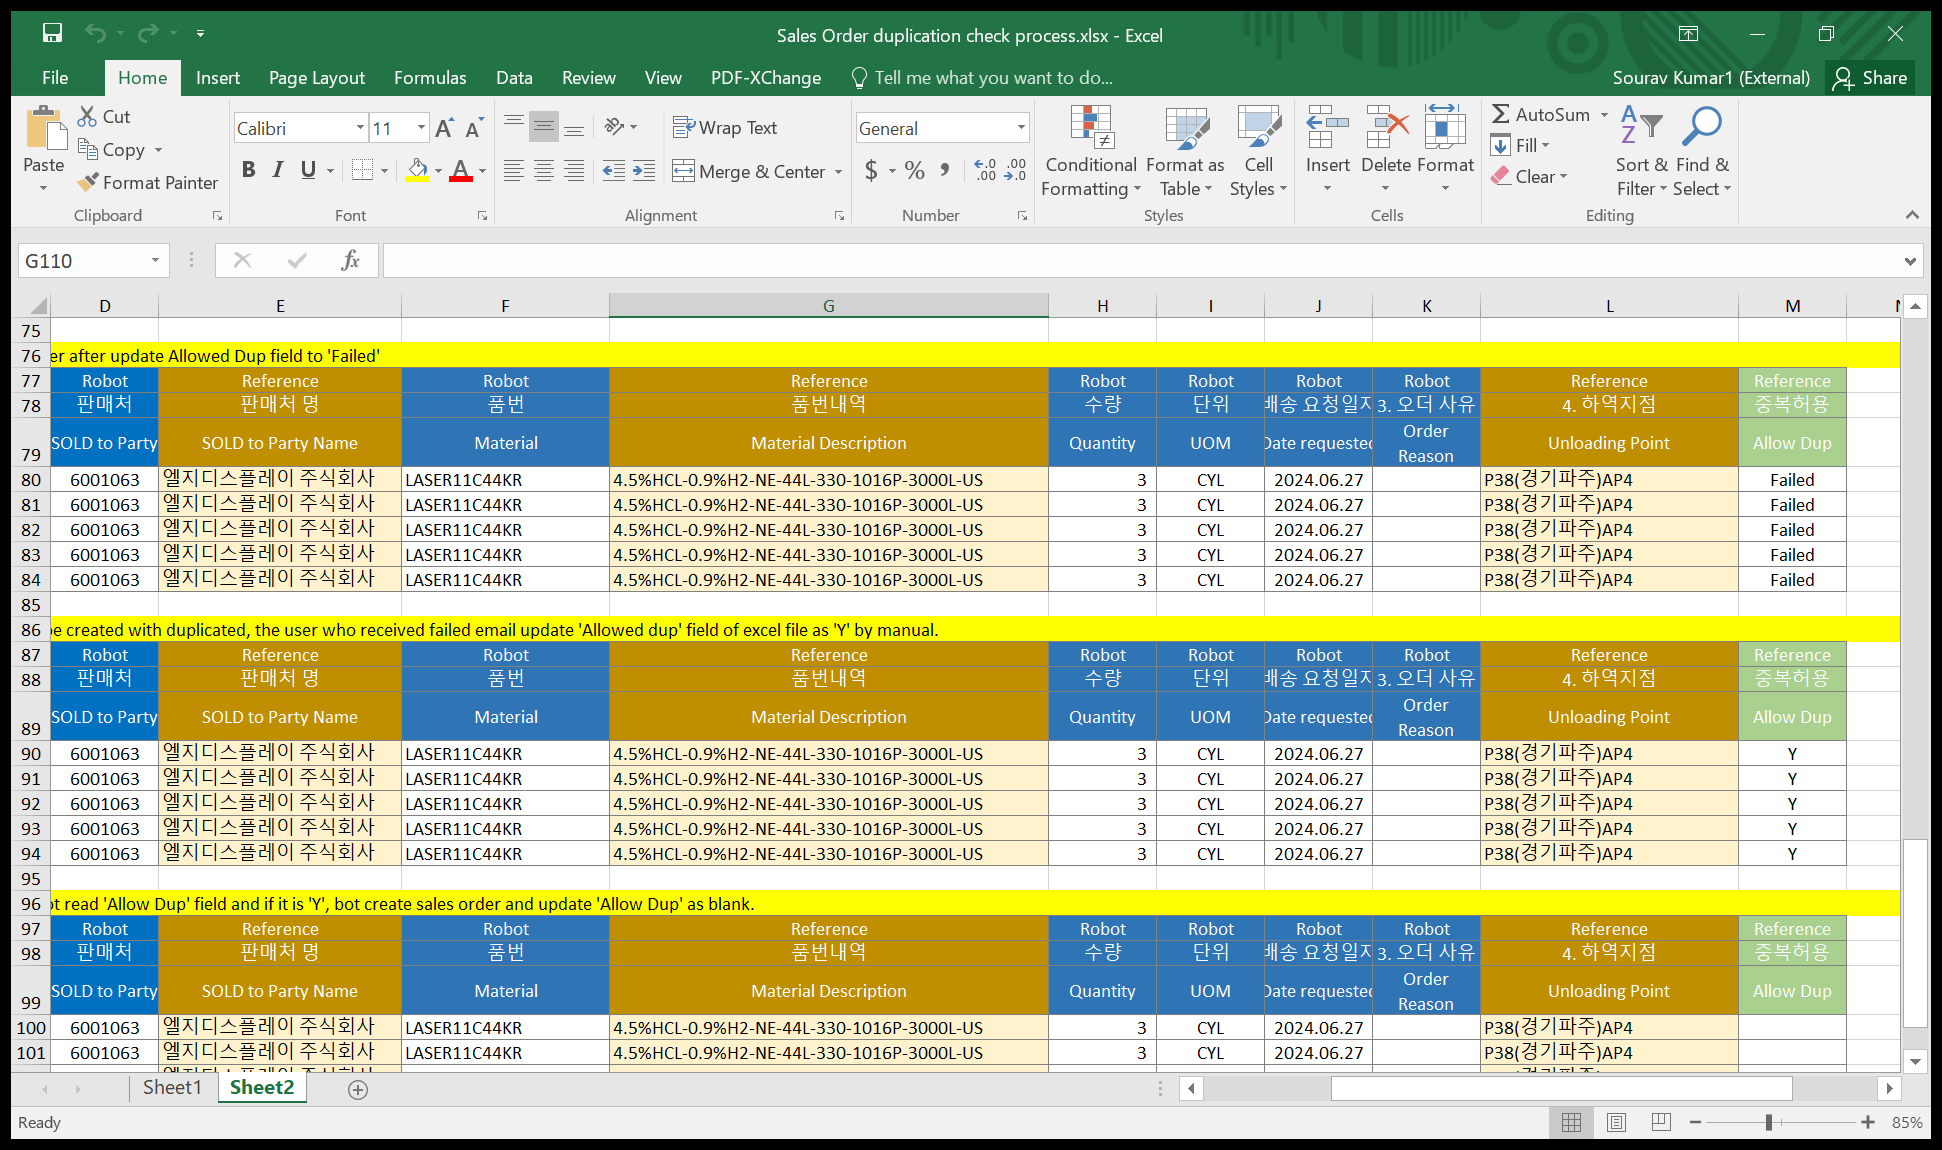 Sales Order duplication check process.xlsx - Excel
File Home Insert Page Layout Formulas Data Review View PDF-XChange Tell me what you want to do... Sourav Kumar1 (External) Share
Paste
Cut
Copy
Format Painter
Clipboard
Calibri 11
B I U
Font
Wrap Text
Merge & Center
Alignment
General
$ % ,
Number
Conditional Formatting
Format as Table
Cell Styles
Styles
Insert Delete Format
Cells
AutoSum
Fill
Clear
Sort & Filter
Find & Select
Editing
G110 fx
D E F G H I J K L M
75
76 er after update Allowed Dup field to 'Failed'
77 Robot Reference Robot Reference Robot Robot Robot Robot Reference Reference
78 판매처 판매처 명 품번 품번내역 수량 단위 배송 요청일자 3. 오더 사유 4. 하역지점 중복허용
79 SOLD to Party SOLD to Party Name Material Material Description Quantity UOM Date requested Order Reason Unloading Point Allow Dup
80 6001063 엘지디스플레이 주식회사 LASER11C44KR 4.5%HCL-0.9%H2-NE-44L-330-1016P-3000L-US 3 CYL 2024.06.27 P38(경기파주)AP4 Failed
81 6001063 엘지디스플레이 주식회사 LASER11C44KR 4.5%HCL-0.9%H2-NE-44L-330-1016P-3000L-US 3 CYL 2024.06.27 P38(경기파주)AP4 Failed
82 6001063 엘지디스플레이 주식회사 LASER11C44KR 4.5%HCL-0.9%H2-NE-44L-330-1016P-3000L-US 3 CYL 2024.06.27 P38(경기파주)AP4 Failed
83 6001063 엘지디스플레이 주식회사 LASER11C44KR 4.5%HCL-0.9%H2-NE-44L-330-1016P-3000L-US 3 CYL 2024.06.27 P38(경기파주)AP4 Failed
84 6001063 엘지디스플레이 주식회사 LASER11C44KR 4.5%HCL-0.9%H2-NE-44L-330-1016P-3000L-US 3 CYL 2024.06.27 P38(경기파주)AP4 Failed
85
86 be created with duplicated, the user who received failed email update 'Allowed dup' field of excel file as 'Y' by manual.
87 Robot Reference Robot Reference Robot Robot Robot Robot Reference Reference
88 판매처 판매처 명 품번 품번내역 수량 단위 배송 요청일자 3. 오더 사유 4. 하역지점 중복허용
89 SOLD to Party SOLD to Party Name Material Material Description Quantity UOM Date requested Order Reason Unloading Point Allow Dup
90 6001063 엘지디스플레이 주식회사 LASER11C44KR 4.5%HCL-0.9%H2-NE-44L-330-1016P-3000L-US 3 CYL 2024.06.27 P38(경기파주)AP4 Y
91 6001063 엘지디스플레이 주식회사 LASER11C44KR 4.5%HCL-0.9%H2-NE-44L-330-1016P-3000L-US 3 CYL 2024.06.27 P38(경기파주)AP4 Y
92 6001063 엘지디스플레이 주식회사 LASER11C44KR 4.5%HCL-0.9%H2-NE-44L-330-1016P-3000L-US 3 CYL 2024.06.27 P38(경기파주)AP4 Y
93 6001063 엘지디스플레이 주식회사 LASER11C44KR 4.5%HCL-0.9%H2-NE-44L-330-1016P-3000L-US 3 CYL 2024.06.27 P38(경기파주)AP4 Y
94 6001063 엘지디스플레이 주식회사 LASER11C44KR 4.5%HCL-0.9%H2-NE-44L-330-1016P-3000L-US 3 CYL 2024.06.27 P38(경기파주)AP4 Y
95
96 ot read 'Allow Dup' field and if it is 'Y', bot create sales order and update 'Allow Dup' as blank.
97 Robot Reference Robot Reference Robot Robot Robot Robot Reference Reference
98 판매처 판매처 명 품번 품번내역 수량 단위 배송 요청일자 3. 오더 사유 4. 하역지점 중복허용
99 SOLD to Party SOLD to Party Name Material Material Description Quantity UOM Date requested Order Reason Unloading Point Allow Dup
100 6001063 엘지디스플레이 주식회사 LASER11C44KR 4.5%HCL-0.9%H2-NE-44L-330-1016P-3000L-US 3 CYL 2024.06.27 P38(경기파주)AP4
101 6001063 엘지디스플레이 주식회사 LASER11C44KR 4.5%HCL-0.9%H2-NE-44L-330-1016P-3000L-US 3 CYL 2024.06.27 P38(경기파주)AP4
Sheet1 Sheet2
Ready 85%